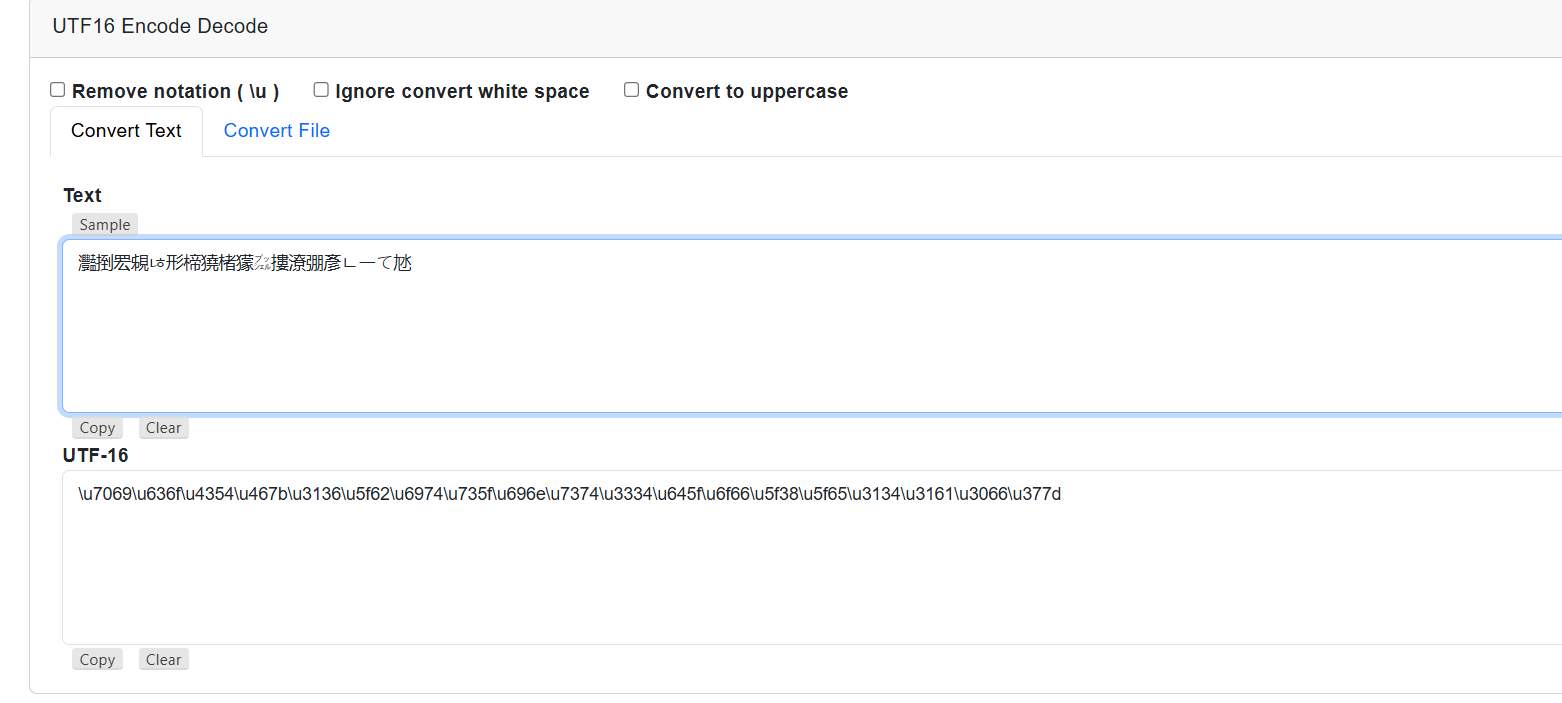 UTF16 Encode Decode
Remove notation ( \u ) Ignore convert white space Convert to uppercase
Convert Text Convert File
Text
Sample
灩捯䍔䙻ㄶ形楴獟楮獴㌴摟潦弸彥ㄴㅡて㝽
Copy Clear
UTF-16
\u7069\u636f\u4354\u467b\u3136\u5f62\u6974\u735f\u696e\u7374\u3334\u645f\u6f66\u5f38\u5f65\u3134\u3161\u3066\u377d
Copy Clear